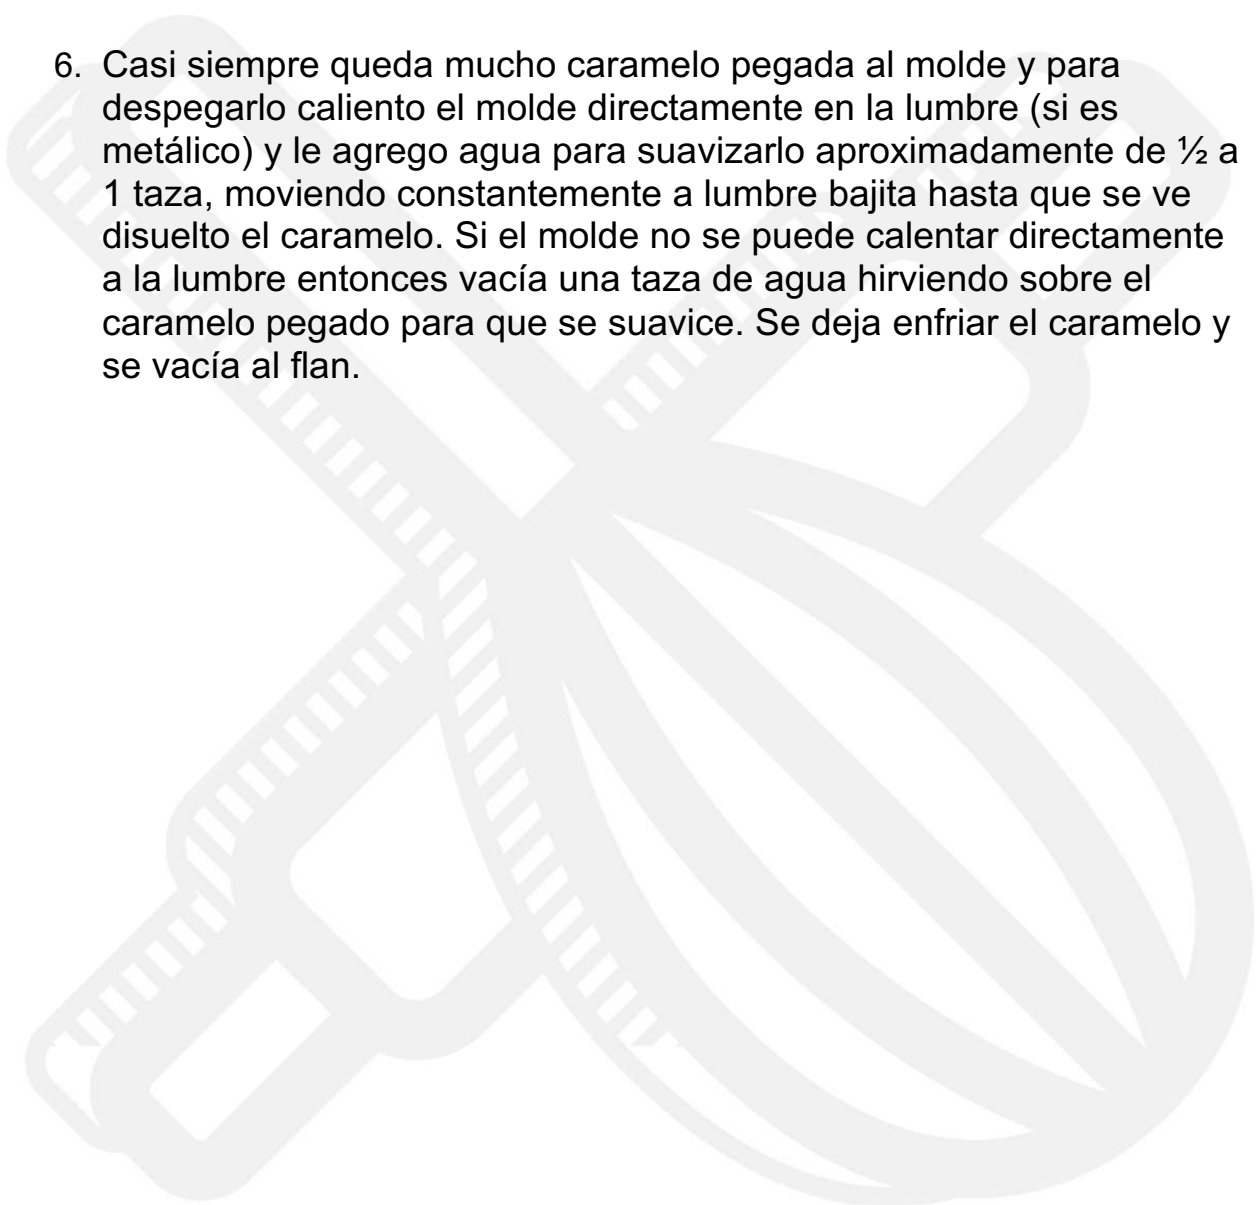 6. Casi siempre queda mucho caramelo pegada al molde y para
despegarlo caliento el molde directamente en la lumbre (si es
metálico) y le agrego agua para suavizarlo aproximadamente de ½ a
1 taza, moviendo constantemente a lumbre bajita hasta que se ve
disuelto el caramelo. Si el molde no se puede calentar directamente
a la lumbre entonces vacía una taza de agua hirviendo sobre el
caramelo pegado para que se suavice. Se deja enfriar el caramelo y
se vacía al flan.